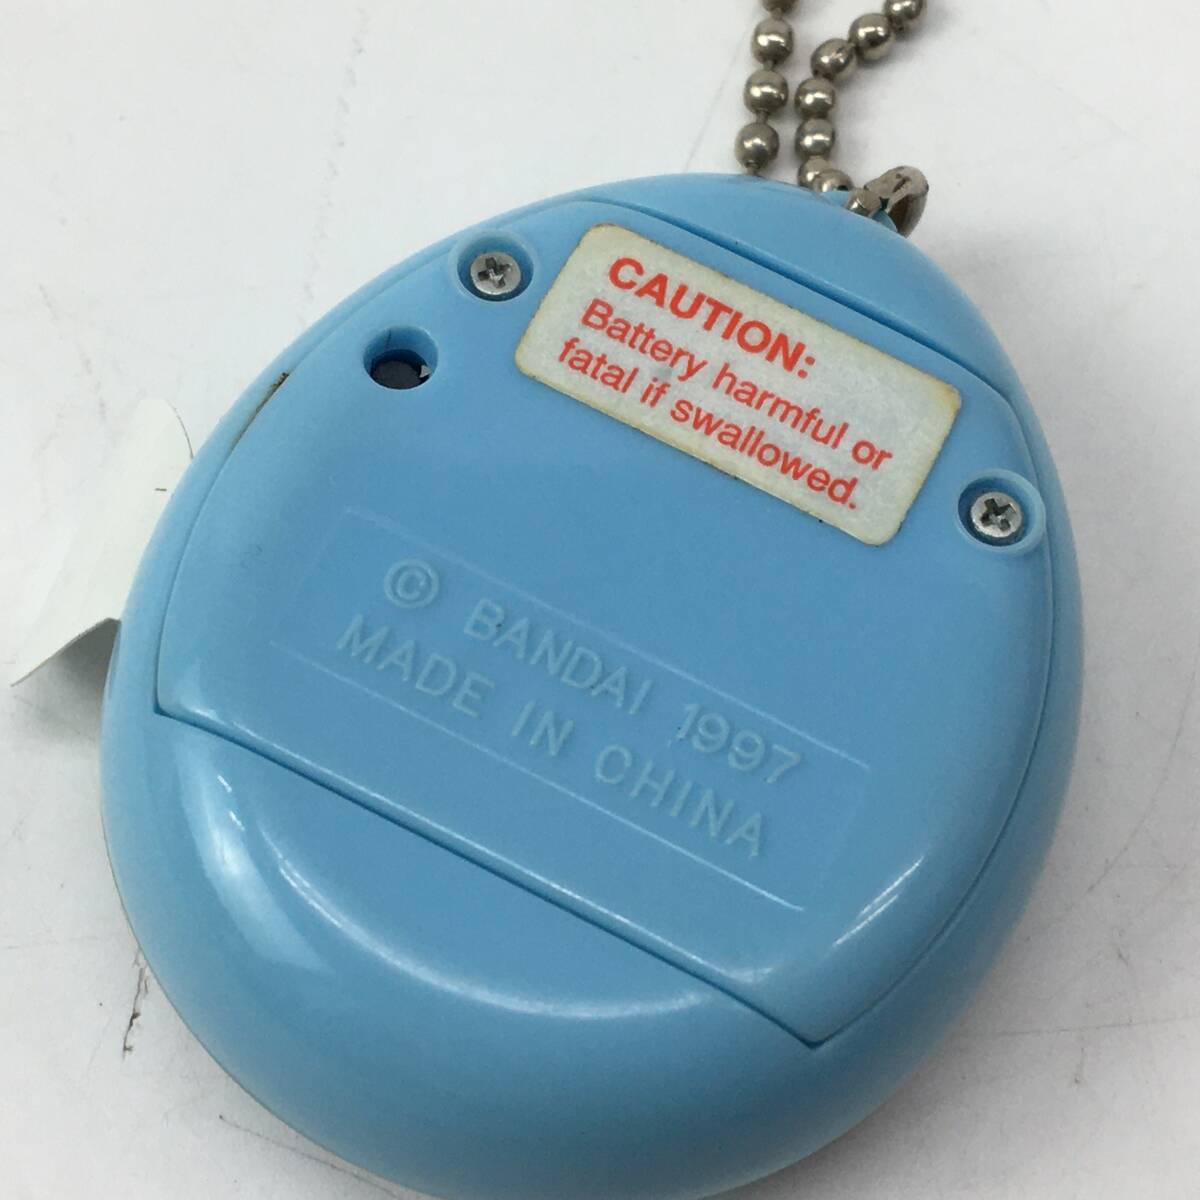 CAUTION:
Battery harmful or
fatal if swallowed.
© BANDAI 1997
MADE IN CHINA